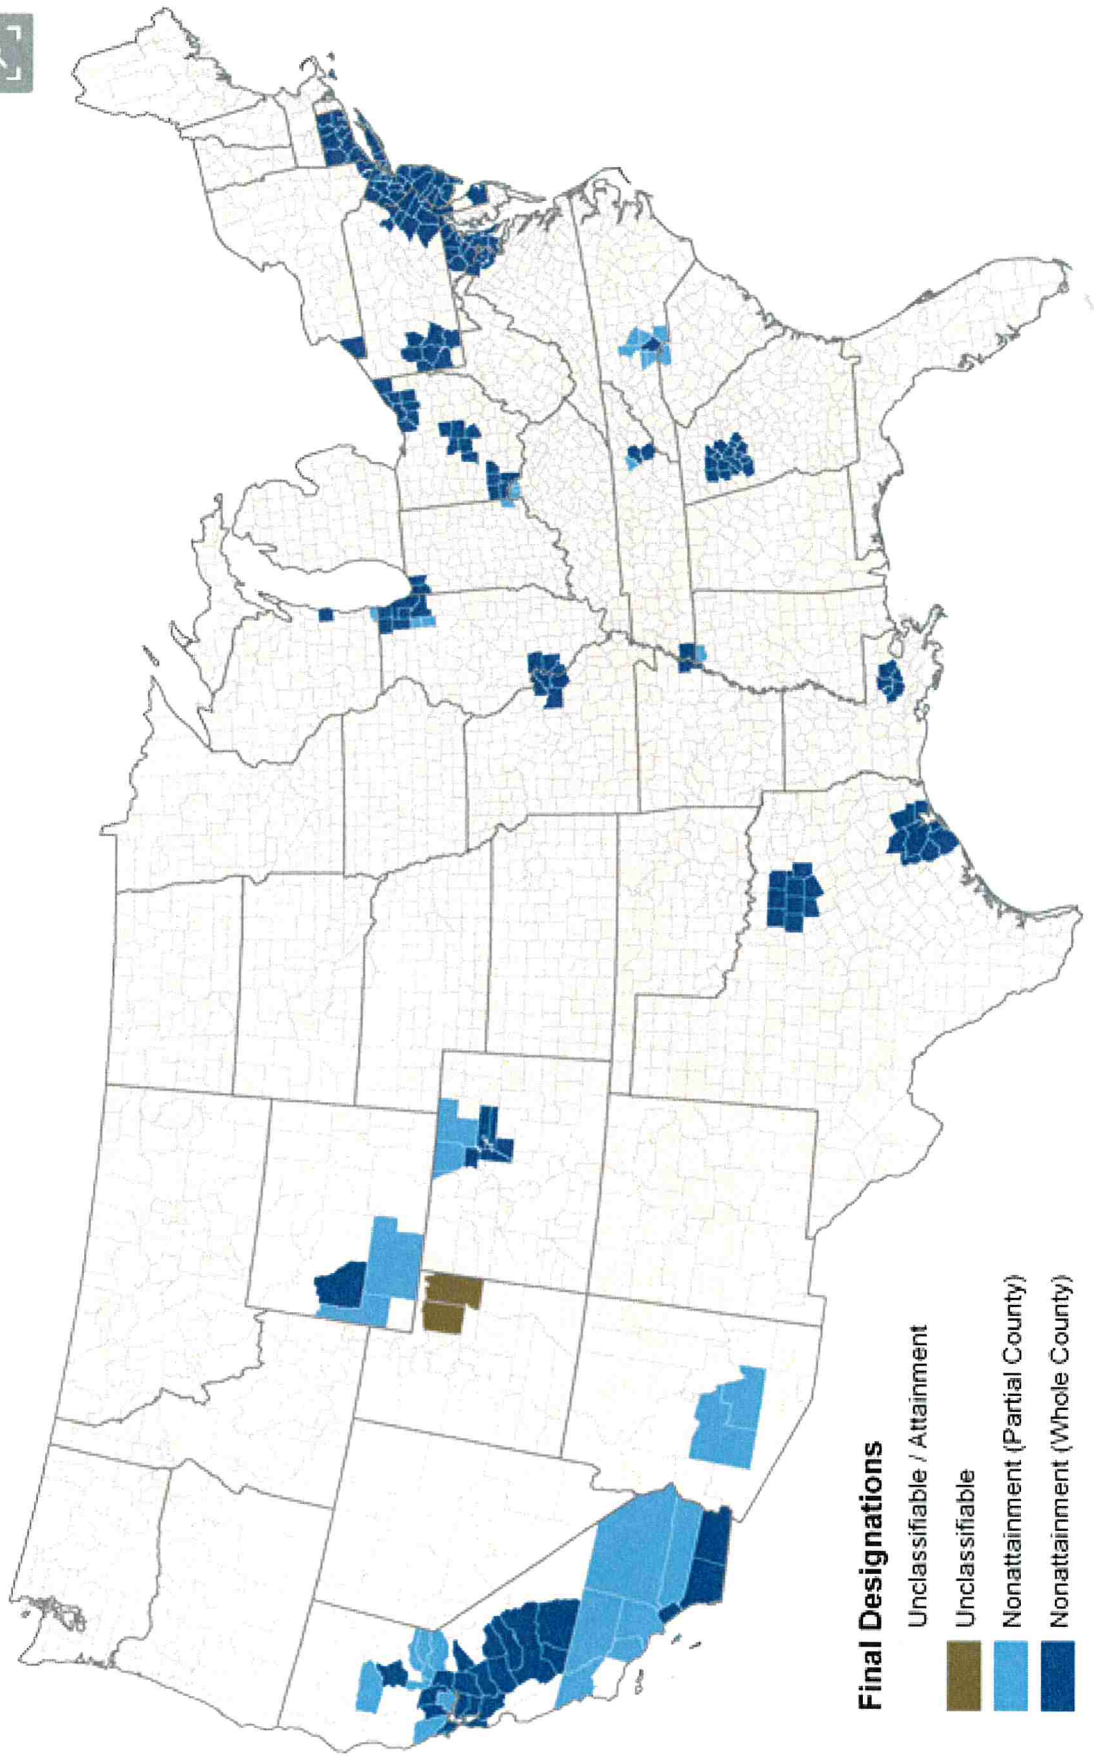 Final Designations
Unclassifiable / Attainment
Unclassifiable
Nonattainment (Partial County)
Nonattainment (Whole County)